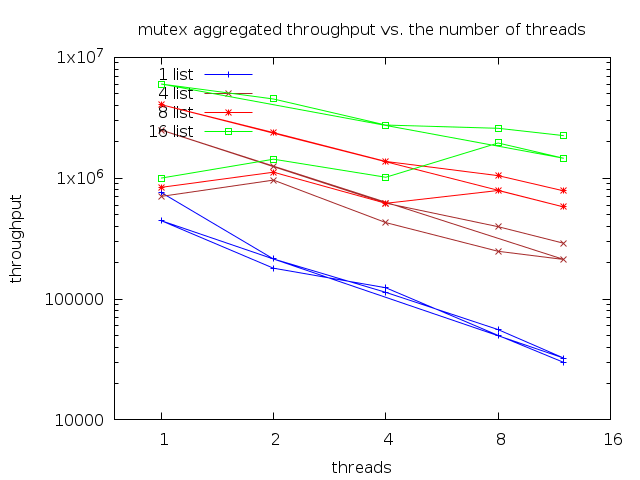 mutex aggregated throughput vs. the number of threads
1x10⁷
1x10⁶
100000
10000
throughput
1 list
4 list
8 list
16 list
1 2 4 8 16
threads